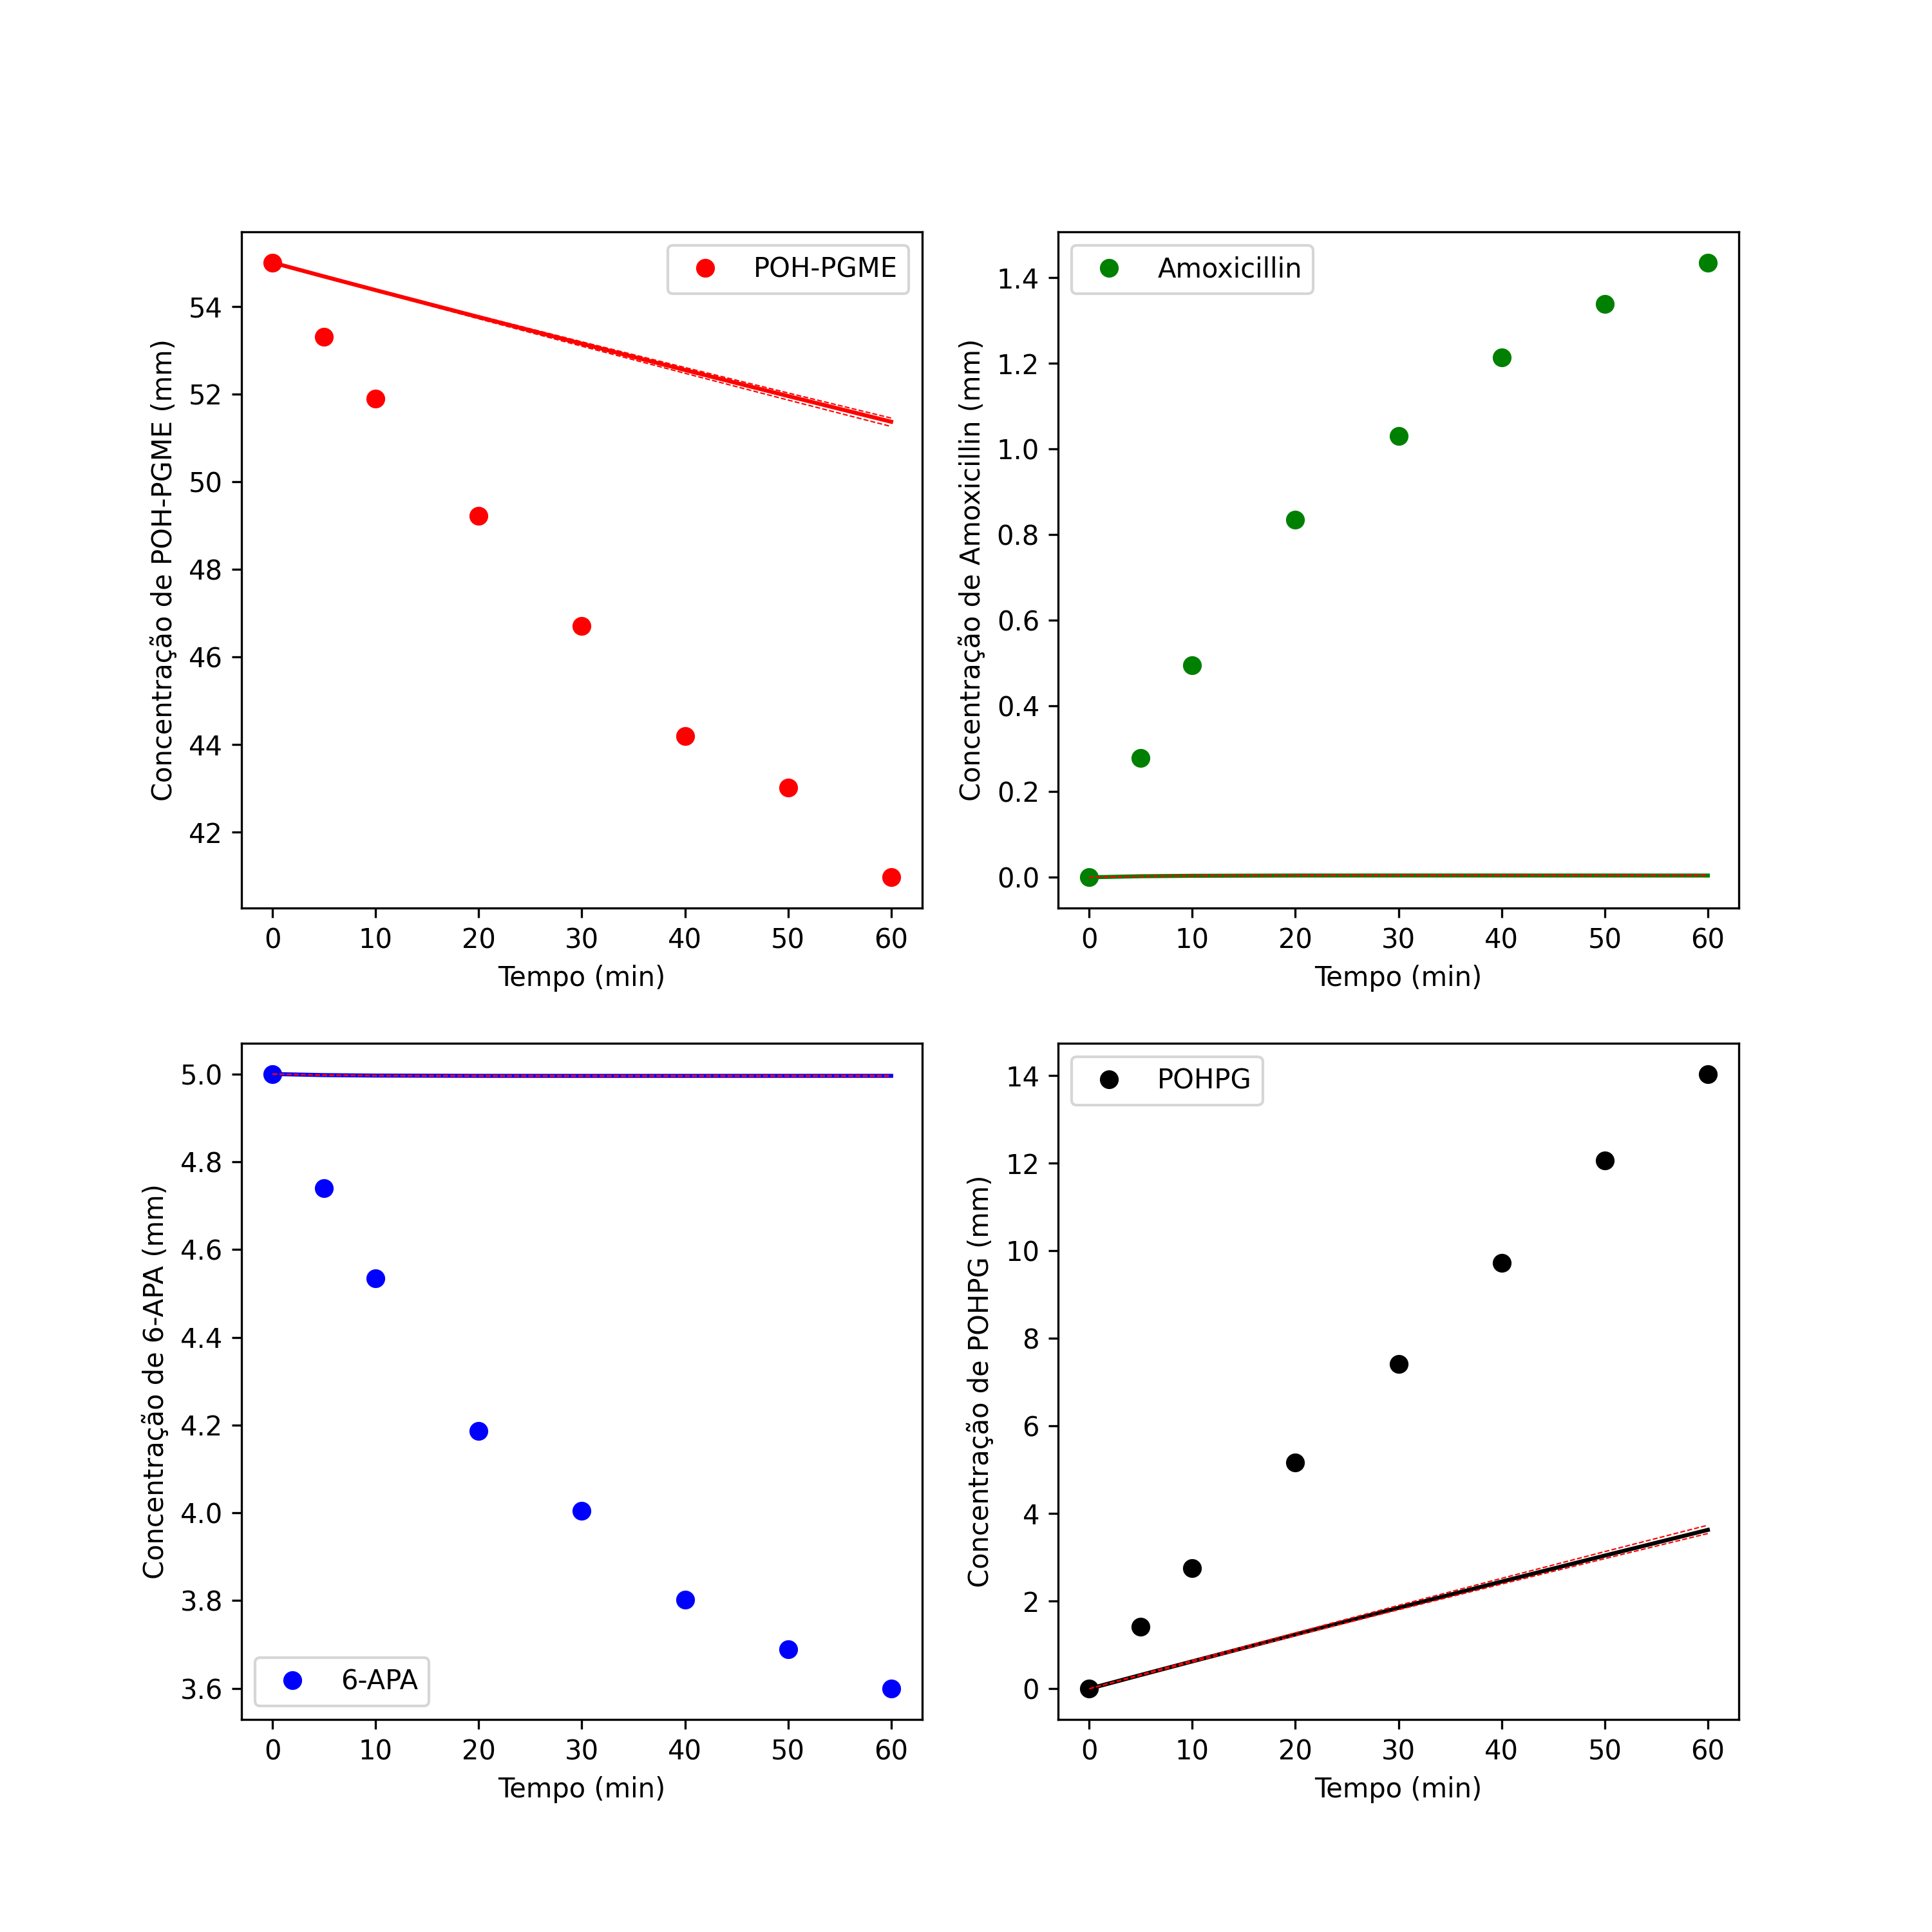 POH-PGME
Concentração de POH-PGME (mm)
54
52
50
48
46
44
42
0 10 20 30 40 50 60
Tempo (min)
Amoxicillin
Concentração de Amoxicillin (mm)
1.4
1.2
1.0
0.8
0.6
0.4
0.2
0.0
0 10 20 30 40 50 60
Tempo (min)
Concentração de 6-APA (mm)
5.0
4.8
4.6
4.4
4.2
4.0
3.8
3.6
6-APA
0 10 20 30 40 50 60
Tempo (min)
POHPG
Concentração de POHPG (mm)
14
12
10
8
6
4
2
0
0 10 20 30 40 50 60
Tempo (min)